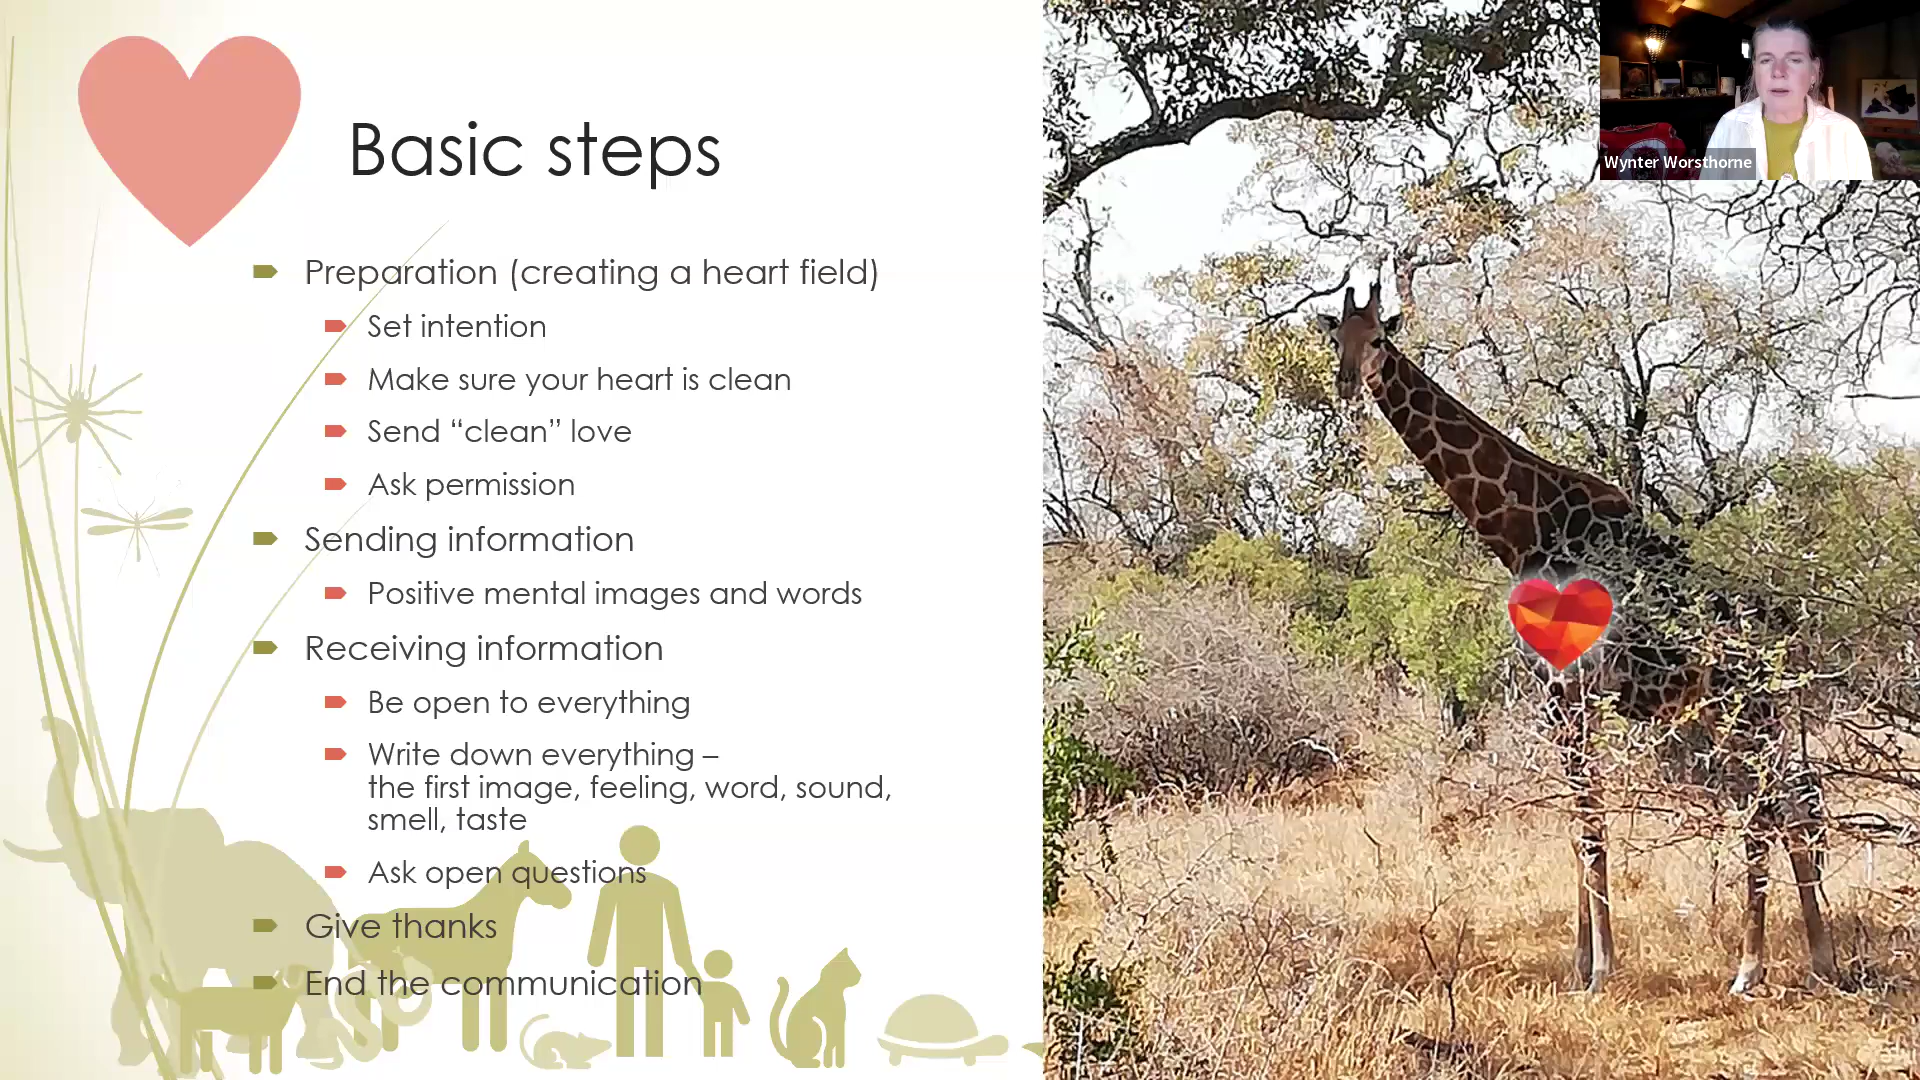 Basic steps
Preparation (creating a heart field)
Set intention
Make sure your heart is clean
Send “clean” love
Ask permission
Sending information
Positive mental images and words
Receiving information
Be open to everything
Write down everything –
the first image, feeling, word, sound,
smell, taste
Ask open questions
Give thanks
End the communication
Wynter Worsthorne